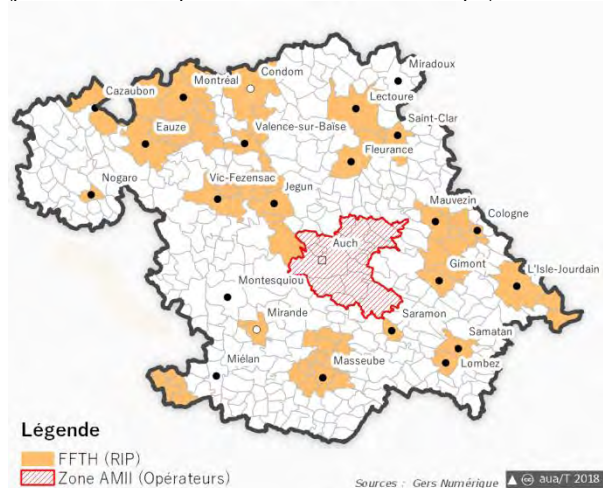 Miradoux
Condom
Montréal
Cazaubon
Lectoure
Saint-Clar
Eauze
Valence-sur-Baïse
Fleurance
Nogaro
Vic-Fezensac
Jegun
Mauvezin
Cologne
Auch
Gimont
L'Isle-Jourdain
Montesquiou
Mirande
Saramon
Samatan
Miélan
Masseube
Lombez
Légende
FFTH (RIP)
Zone AMII (Opérateurs)
Sources : Gers Numérique
cc aua/T 2018